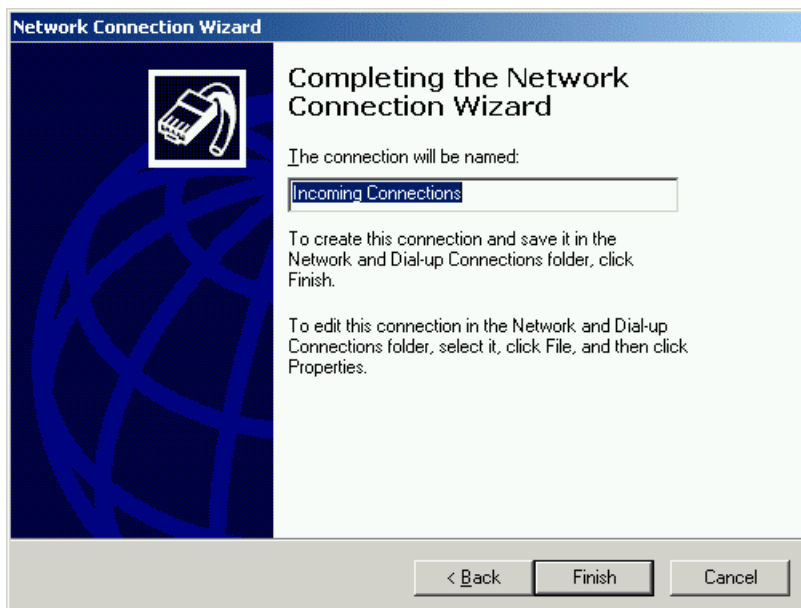 Network Connection Wizard
Completing the Network
Connection Wizard
The connection will be named:
Incoming Connections
To create this connection and save it in the
Network and Dial-up Connections folder, click
Finish.
To edit this connection in the Network and Dial-up
Connections folder, select it, click File, and then click
Properties.
< Back
Finish
Cancel